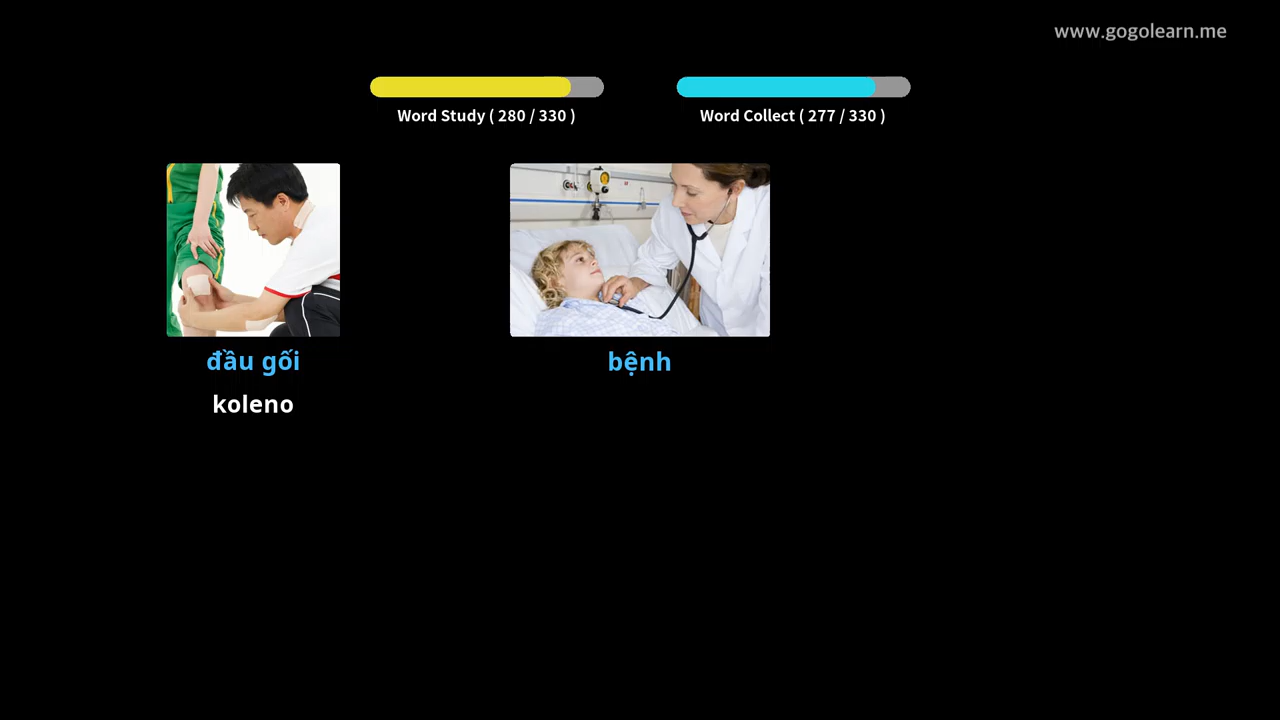 www.gogolearn.me
Word Study ( 280 / 330 )
Word Collect ( 277 / 330 )
đầu gối
bệnh
koleno